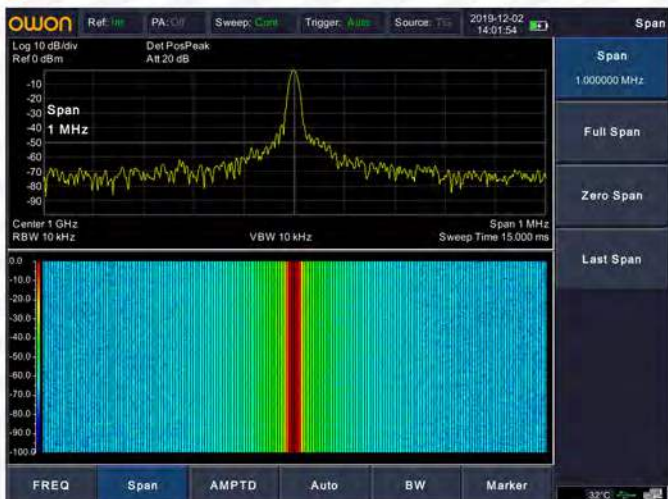 OWON Ref: Int PA: Off Sweep: Cont Trigger: Auto Source: TG 2019-12-02 14:01:54 Span
Log 10 dB/div Det PosPeak
Ref 0 dBm Att 20 dB
-10
-20
-30
-40
-50
-60
-70
-80
-90
Span
1 MHz
Center 1 GHz Span 1 MHz
RBW 10 kHz VBW 10 kHz Sweep Time 15.000 ms
0.0
-10.0
-20.0
-30.0
-40.0
-50.0
-60.0
-70.0
-80.0
-90.0
-100.0
Span
1.000000 MHz
Full Span
Zero Span
Last Span
FREQ Span AMPTD Auto BW Marker
32°C